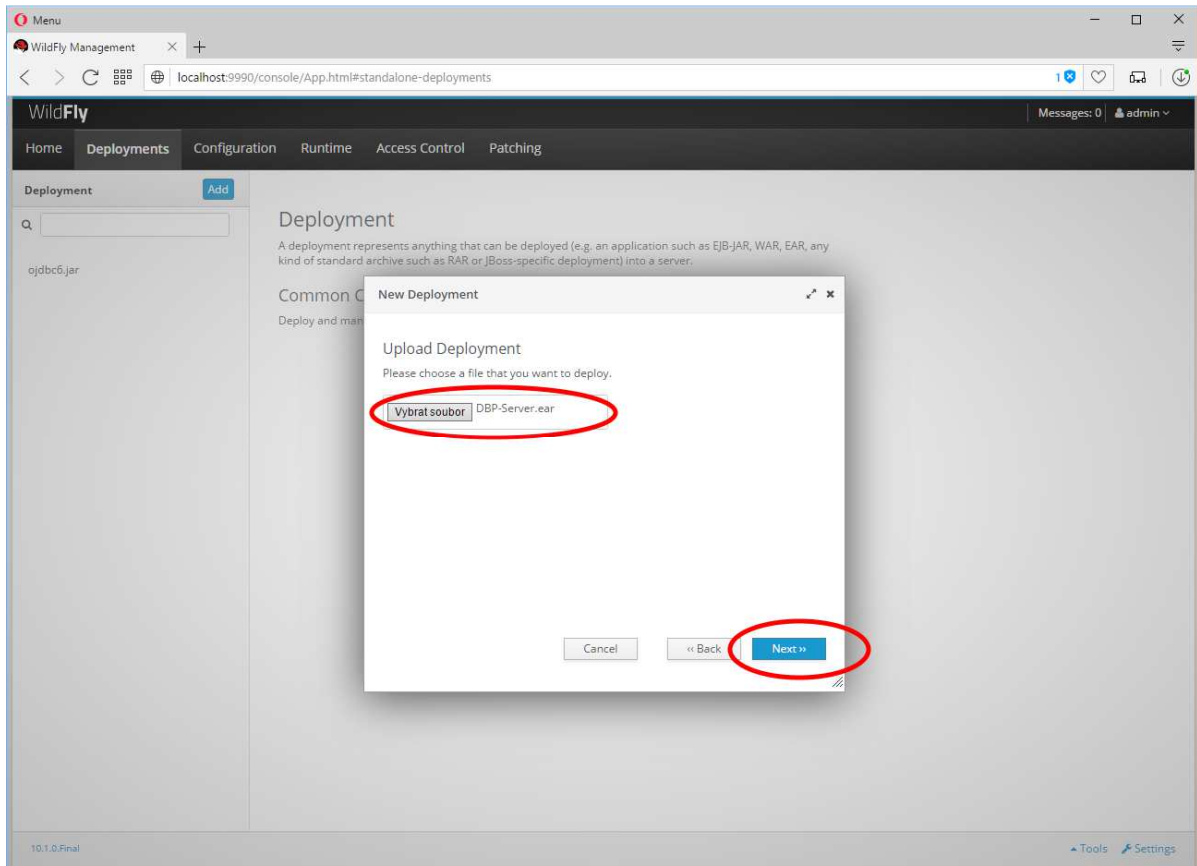 Menu
WildFly Management
localhost:9990/console/App.html#standalone-deployments
1
WildFly
Messages: 0
admin
Home Deployments Configuration Runtime Access Control Patching
Deployment
Add
ojdbc6.jar
Deployment
A deployment represents anything that can be deployed (e.g. an application such as EJB-JAR, WAR, EAR, any
kind of standard archive such as RAR or JBoss-specific deployment) into a server.
Common C
Deploy and man
New Deployment
Upload Deployment
Please choose a file that you want to deploy.
Vybrat soubor DBP-Server.ear
Cancel
‹‹ Back
Next ››
10.1.0.Final
Tools
Settings